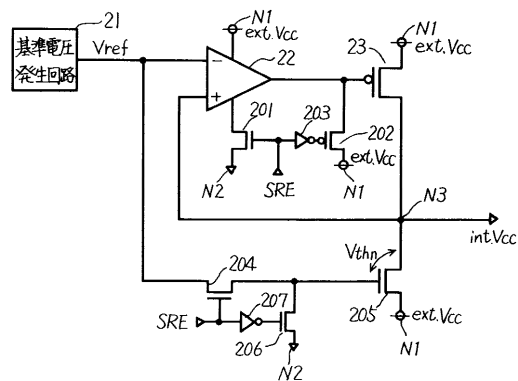 21
基準電圧
発生回路
Vref
N1
ext.Vcc
22
−
+
23
N1
ext.Vcc
201
203
202
ext.Vcc
N1
N2
SRE
N3
int.Vcc
Vthn
204
205
ext.Vcc
N1
SRE
207
206
N2